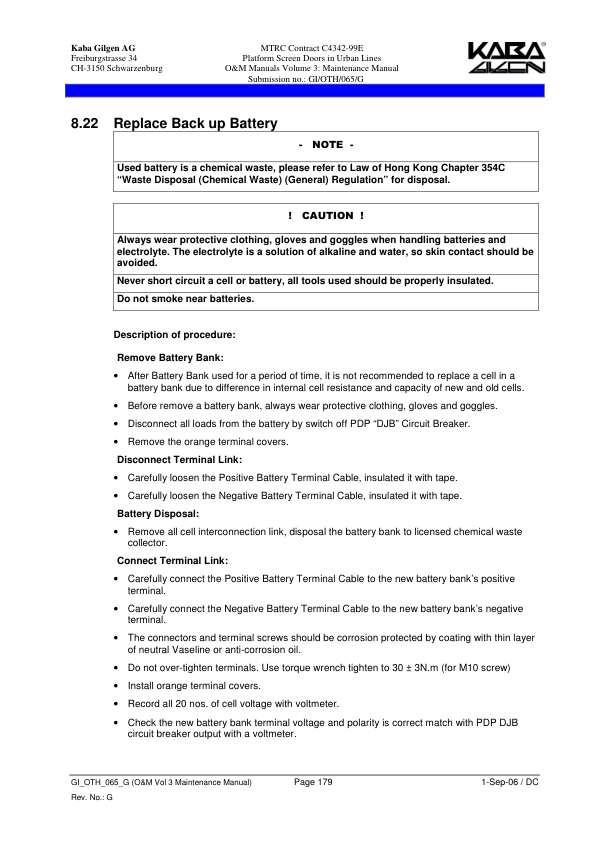 Kaba Gilgen AG
Freiburgstrasse 34
CH-3150 Schwarzenburg
MTRC Contract C4342-99E
Platform Screen Doors in Urban Lines
O&M Manuals Volume 3: Maintenance Manual
Submission no.: GI/OTH/065/G
KABA®
GILGEN
8.22 Replace Back up Battery
- NOTE -
Used battery is a chemical waste, please refer to Law of Hong Kong Chapter 354C
“Waste Disposal (Chemical Waste) (General) Regulation” for disposal.
! CAUTION !
Always wear protective clothing, gloves and goggles when handling batteries and
electrolyte. The electrolyte is a solution of alkaline and water, so skin contact should be
avoided.
Never short circuit a cell or battery, all tools used should be properly insulated.
Do not smoke near batteries.
Description of procedure:
Remove Battery Bank:
• After Battery Bank used for a period of time, it is not recommended to replace a cell in a
battery bank due to difference in internal cell resistance and capacity of new and old cells.
• Before remove a battery bank, always wear protective clothing, gloves and goggles.
• Disconnect all loads from the battery by switch off PDP “DJB” Circuit Breaker.
• Remove the orange terminal covers.
Disconnect Terminal Link:
• Carefully loosen the Positive Battery Terminal Cable, insulated it with tape.
• Carefully loosen the Negative Battery Terminal Cable, insulated it with tape.
Battery Disposal:
• Remove all cell interconnection link, disposal the battery bank to licensed chemical waste
collector.
Connect Terminal Link:
• Carefully connect the Positive Battery Terminal Cable to the new battery bank’s positive
terminal.
• Carefully connect the Negative Battery Terminal Cable to the new battery bank’s negative
terminal.
• The connectors and terminal screws should be corrosion protected by coating with thin layer
of neutral Vaseline or anti-corrosion oil.
• Do not over-tighten terminals. Use torque wrench tighten to 30 ± 3N.m (for M10 screw)
• Install orange terminal covers.
• Record all 20 nos. of cell voltage with voltmeter.
• Check the new battery bank terminal voltage and polarity is correct match with PDP DJB
circuit breaker output with a voltmeter.
GI_OTH_065_G (O&M Vol 3 Maintenance Manual) Page 179 1-Sep-06 / DC
Rev. No.: G